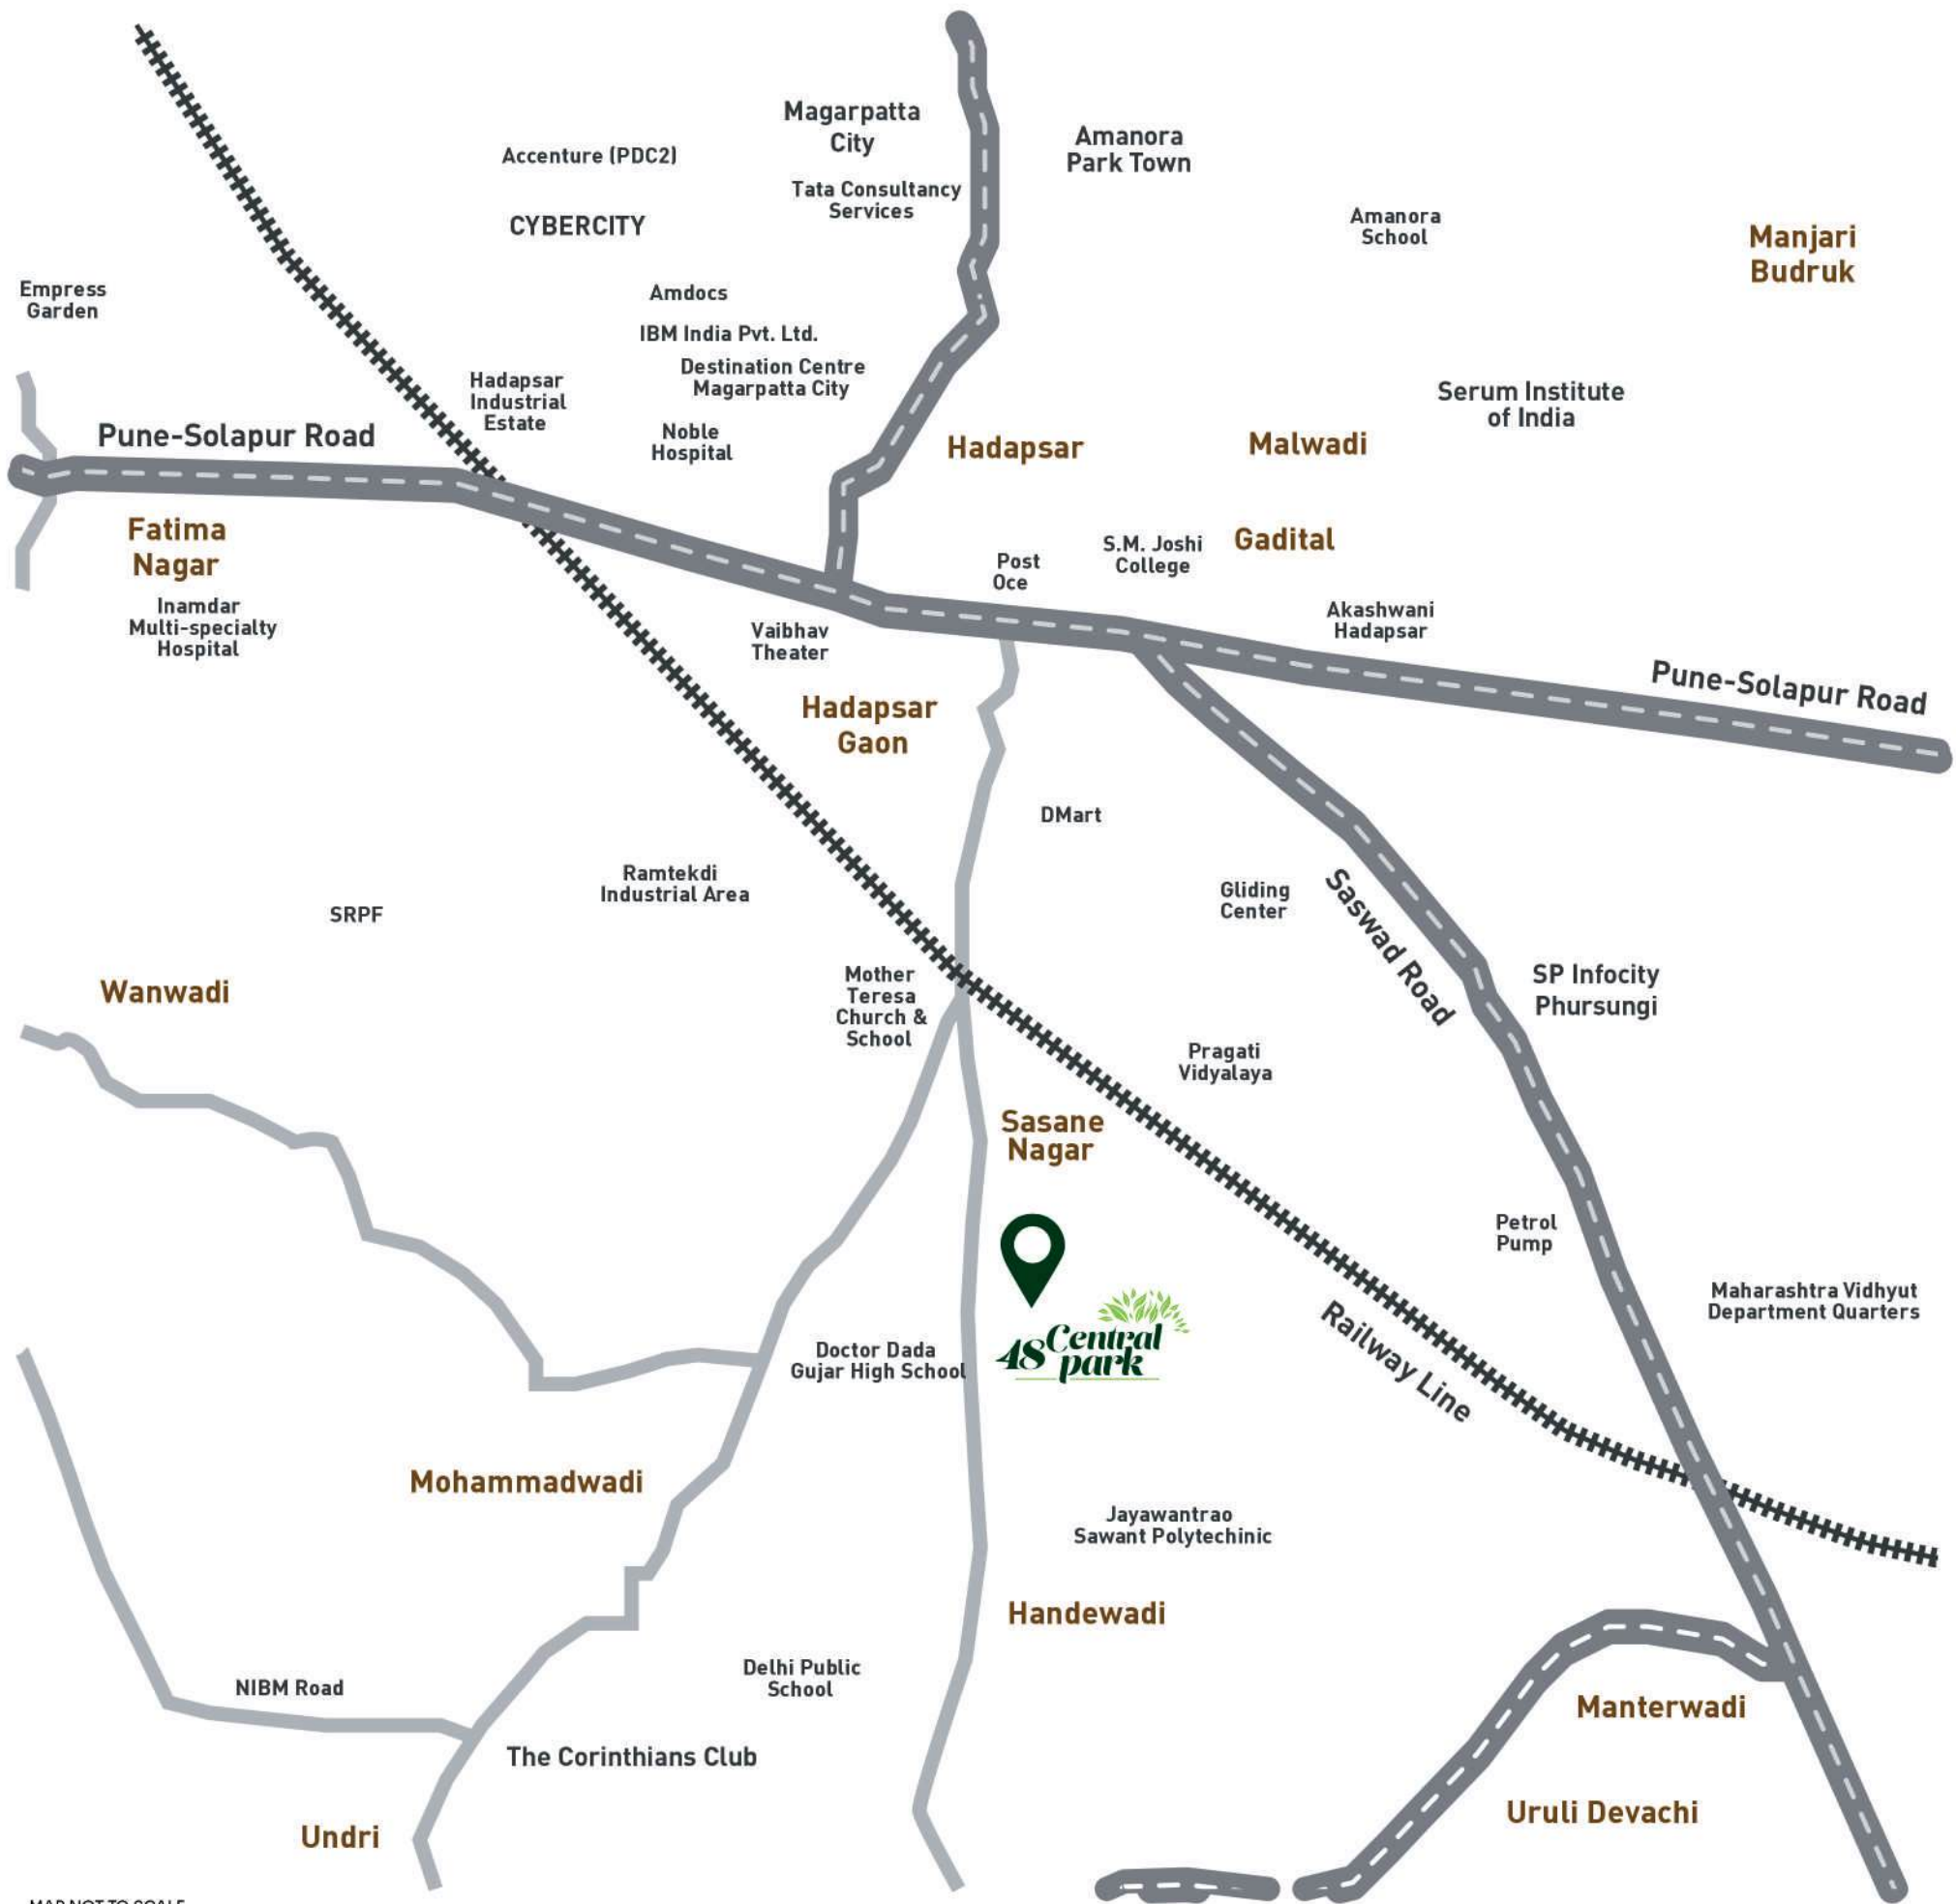 Magarpatta
City
Amanora
Park Town
Accenture (PDC2)
Tata Consultancy
Services
CYBERCITY
Amanora
School
Manjari
Budruk
Empress
Garden
Amdocs
IBM India Pvt. Ltd.
Destination Centre
Magarpatta City
Hadapsar
Industrial
Estate
Serum Institute
of India
Pune-Solapur Road
Noble
Hospital
Hadapsar
Malwadi
Fatima
Nagar
Gadital
S.M. Joshi
College
Post
Oce
Inamdar
Multi-specialty
Hospital
Akashwani
Hadapsar
Vaibhav
Theater
Pune-Solapur Road
Hadapsar
Gaon
DMart
Ramtekdi
Industrial Area
SRPF
Gliding
Center
Saswad Road
Wanwadi
Mother
Teresa
Church &
School
SP Infocity
Phursungi
Pragati
Vidyalaya
Sasane
Nagar
Petrol
Pump
Maharashtra Vidhyut
Department Quarters
48 Central
park
Railway Line
Doctor Dada
Gujar High School
Mohammadwadi
Jayawantrao
Sawant Polytechinic
Handewadi
NIBM Road
Delhi Public
School
Manterwadi
The Corinthians Club
Uruli Devachi
Undri
MAP NOT TO SCALE